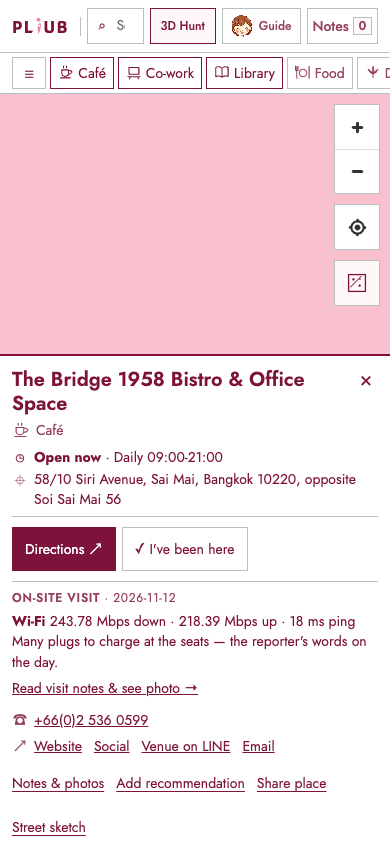 PLiUB
S
3D Hunt
Guide
Notes 0
Café
Co-work
Library
Food
The Bridge 1958 Bistro & Office
Space
Café
Open now · Daily 09:00-21:00
58/10 Siri Avenue, Sai Mai, Bangkok 10220, opposite
Soi Sai Mai 56
Directions ↗
✓ I've been here
ON-SITE VISIT · 2026-11-12
Wi-Fi 243.78 Mbps down · 218.39 Mbps up · 18 ms ping
Many plugs to charge at the seats — the reporter's words on
the day.
Read visit notes & see photo →
+66(0)2 536 0599
Website Social Venue on LINE Email
Notes & photos Add recommendation Share place
Street sketch